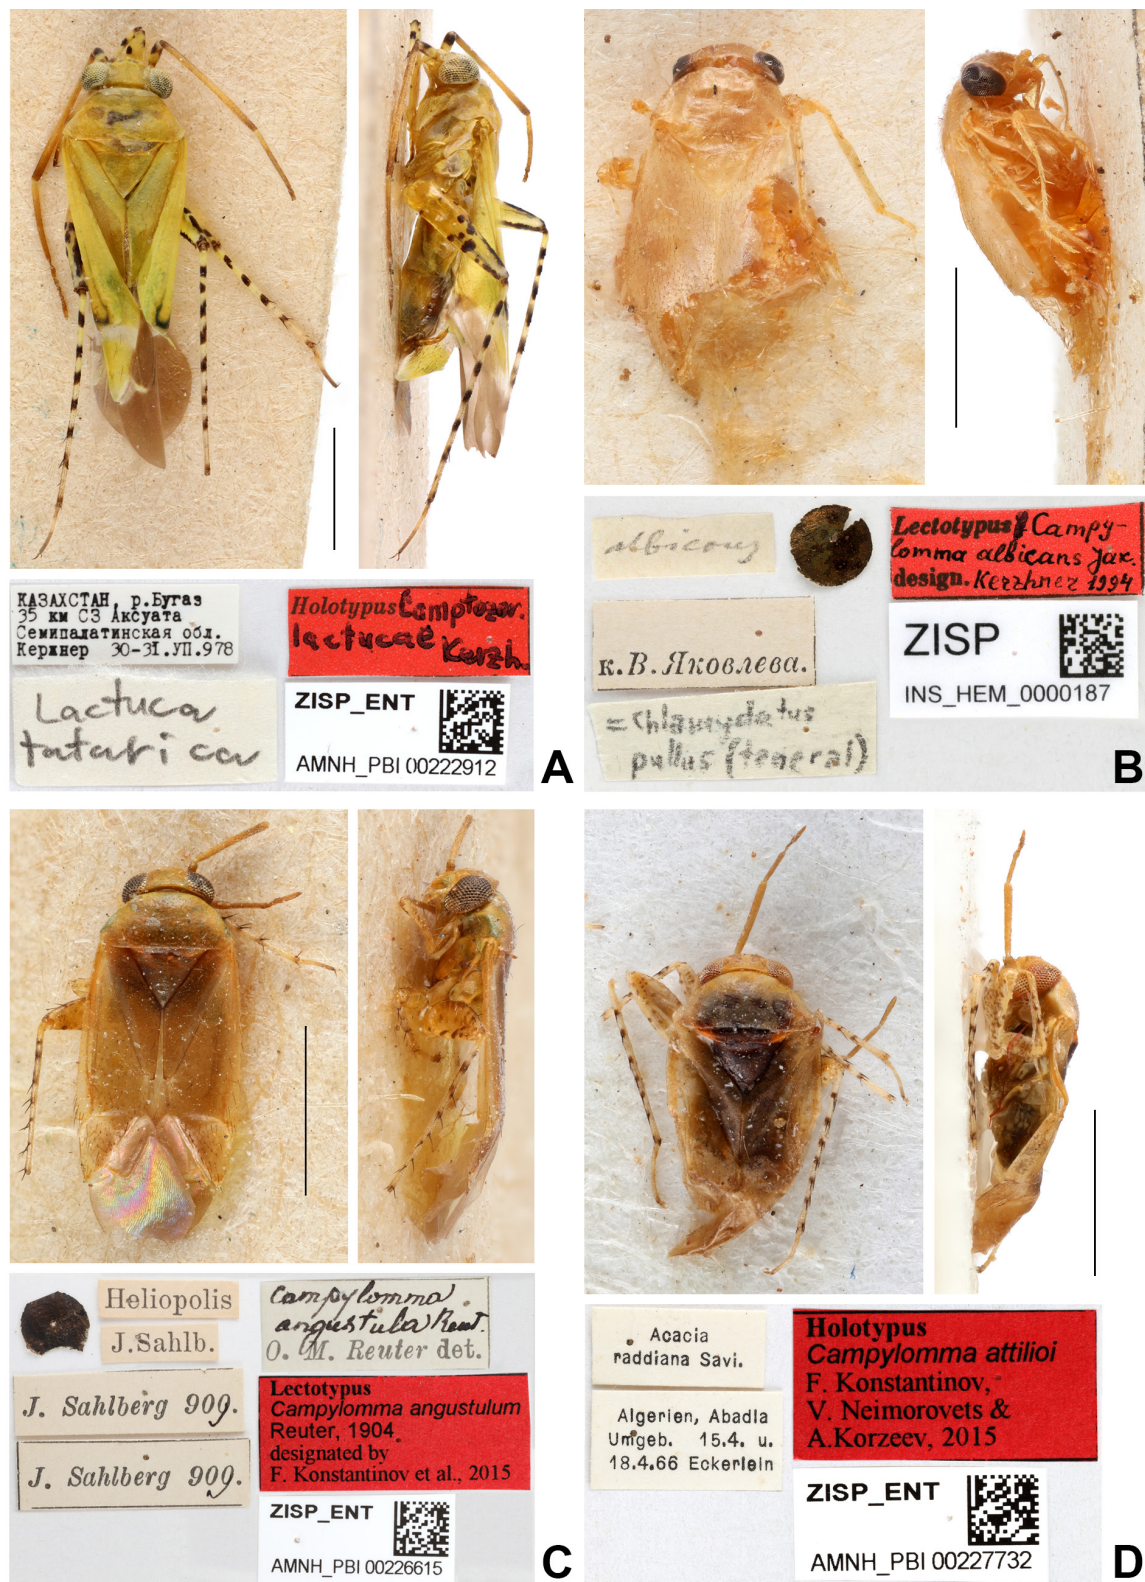 КАЗАХСТАН, р.Бугаз
35 км СЗ Аксуата
Семипалатинская обл.
Кержнер 30-31.VII.978
Lactuca
tatarica
Holotypus Camptozor.
lactucae
Kerzh.
ZISP_ENT
AMNH_PBI 00222912
A
albicans
Lectotypus Campy-
lomma albicans Jak.
design. Kerzhner 1994
к. В. Яковлева.
ZISP
INS_HEM_0000187
= Chlamydatus
pullus (teneral)
B
Heliopolis
J. Sahlb.
J. Sahlberg 909.
J. Sahlberg 909.
Campylomma
angustula Reut.
O. M. Reuter det.
Lectotypus
Campylomma angustulum
Reuter, 1904
designated by
F. Konstantinov et al., 2015
ZISP_ENT
AMNH_PBI 00226615
C
Acacia
raddiana Savi.
Algerien, Abadla
Umgeb. 15.4. u.
18.4.66 Eckerlein
Holotypus
Campylomma attilioi
F. Konstantinov,
V. Neimorovets &
A.Korzeev, 2015
ZISP_ENT
AMNH_PBI 00227732
D